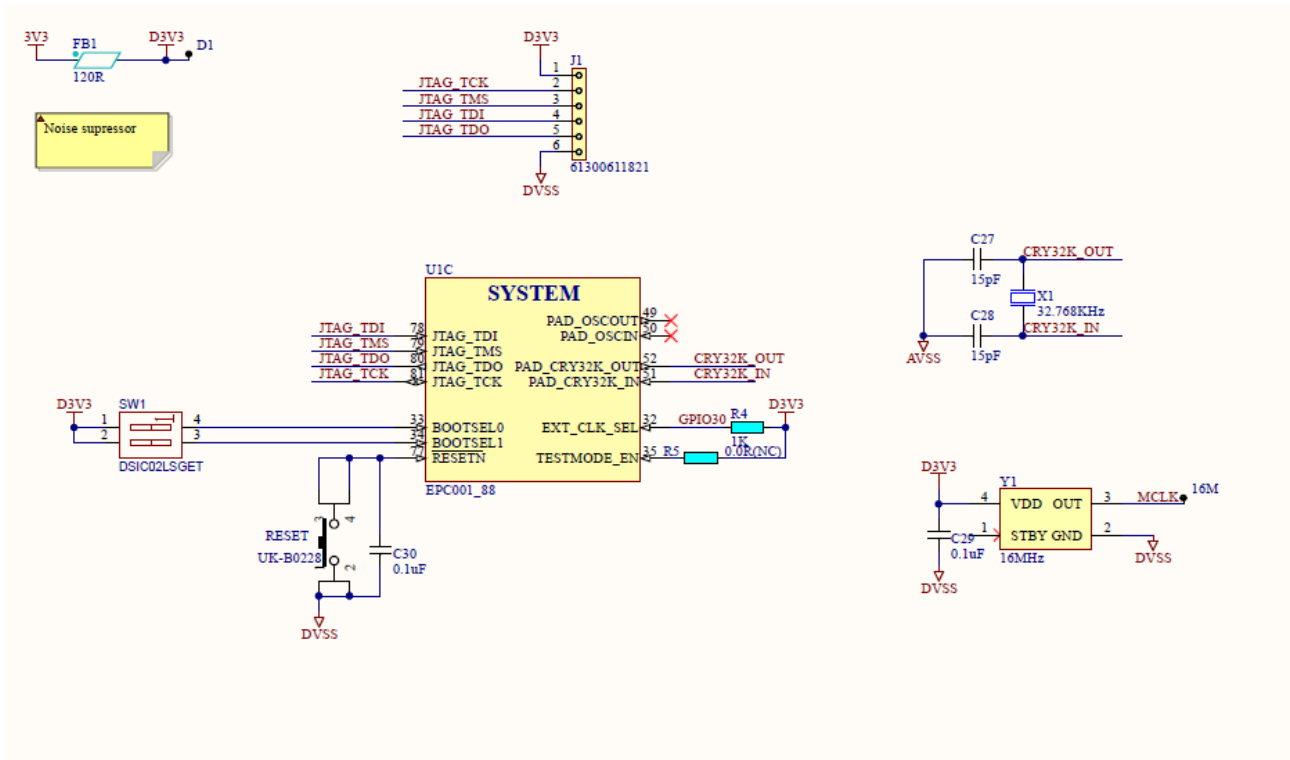 3V3
FB1
D3V3
D1
120R
Noise supressor
D3V3
J1
1
JTAG_TCK
2
JTAG_TMS
3
JTAG_TDI
4
JTAG_TDO
5
6
61300611821
DVSS
C27
CRY32K_OUT
15pF
X1
32.768KHz
C28
CRY32K_IN
15pF
AVSS
U1C
SYSTEM
JTAG_TDI
78
JTAG_TDI
JTAG_TMS
79
JTAG_TMS
JTAG_TDO
80
JTAG_TDO
JTAG_TCK
81
JTAG_TCK
PAD_OSCOUT
49
PAD_OSCIN
50
PAD_CRY32K_OUT
52
CRY32K_OUT
PAD_CRY32K_IN
51
CRY32K_IN
D3V3
SW1
1
4
33
BOOTSEL0
2
3
34
BOOTSEL1
1
DSIC02LSGET
77
RESETN
EXT_CLK_SEL
32
GPIO30
R4
D3V3
1K
TESTMODE_EN
35
R5
0.0R(NC)
EPC001_88
3
4
RESET
UK-B0228
2
C30
0.1uF
DVSS
D3V3
Y1
4
VDD
OUT
3
MCLK
16M
1
STBY
GND
2
C29
0.1uF
16MHz
DVSS
DVSS